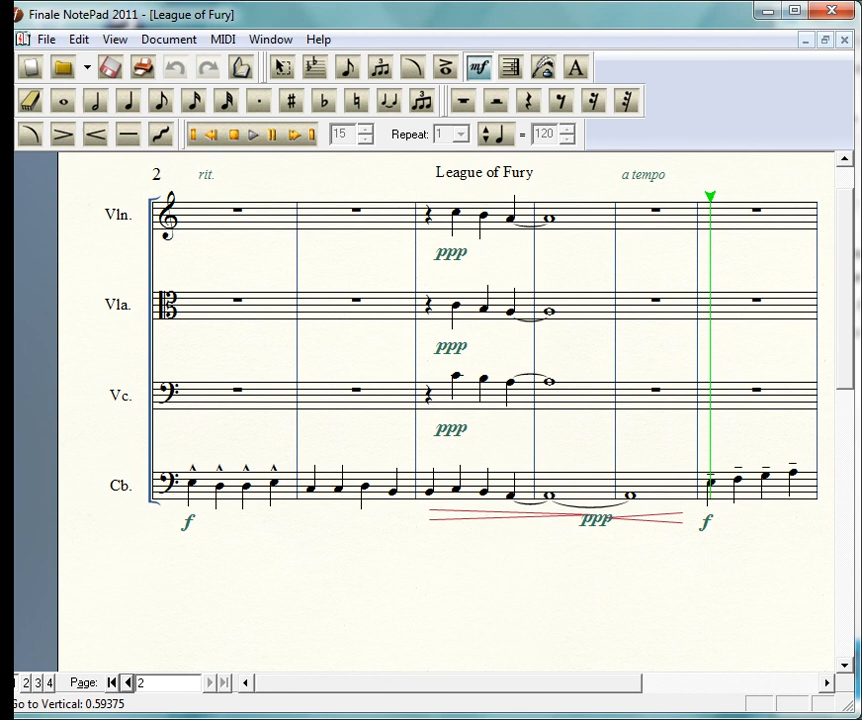 Finale NotePad 2011 - [League of Fury]
File Edit View Document MIDI Window Help
mf
A
3
15 Repeat: 1 = 120
2 rit. League of Fury a tempo
Vln.
ppp
Vla.
ppp
Vc.
ppp
Cb.
f ppp f
2 3 4 Page: 2
Go to Vertical: 0.59375